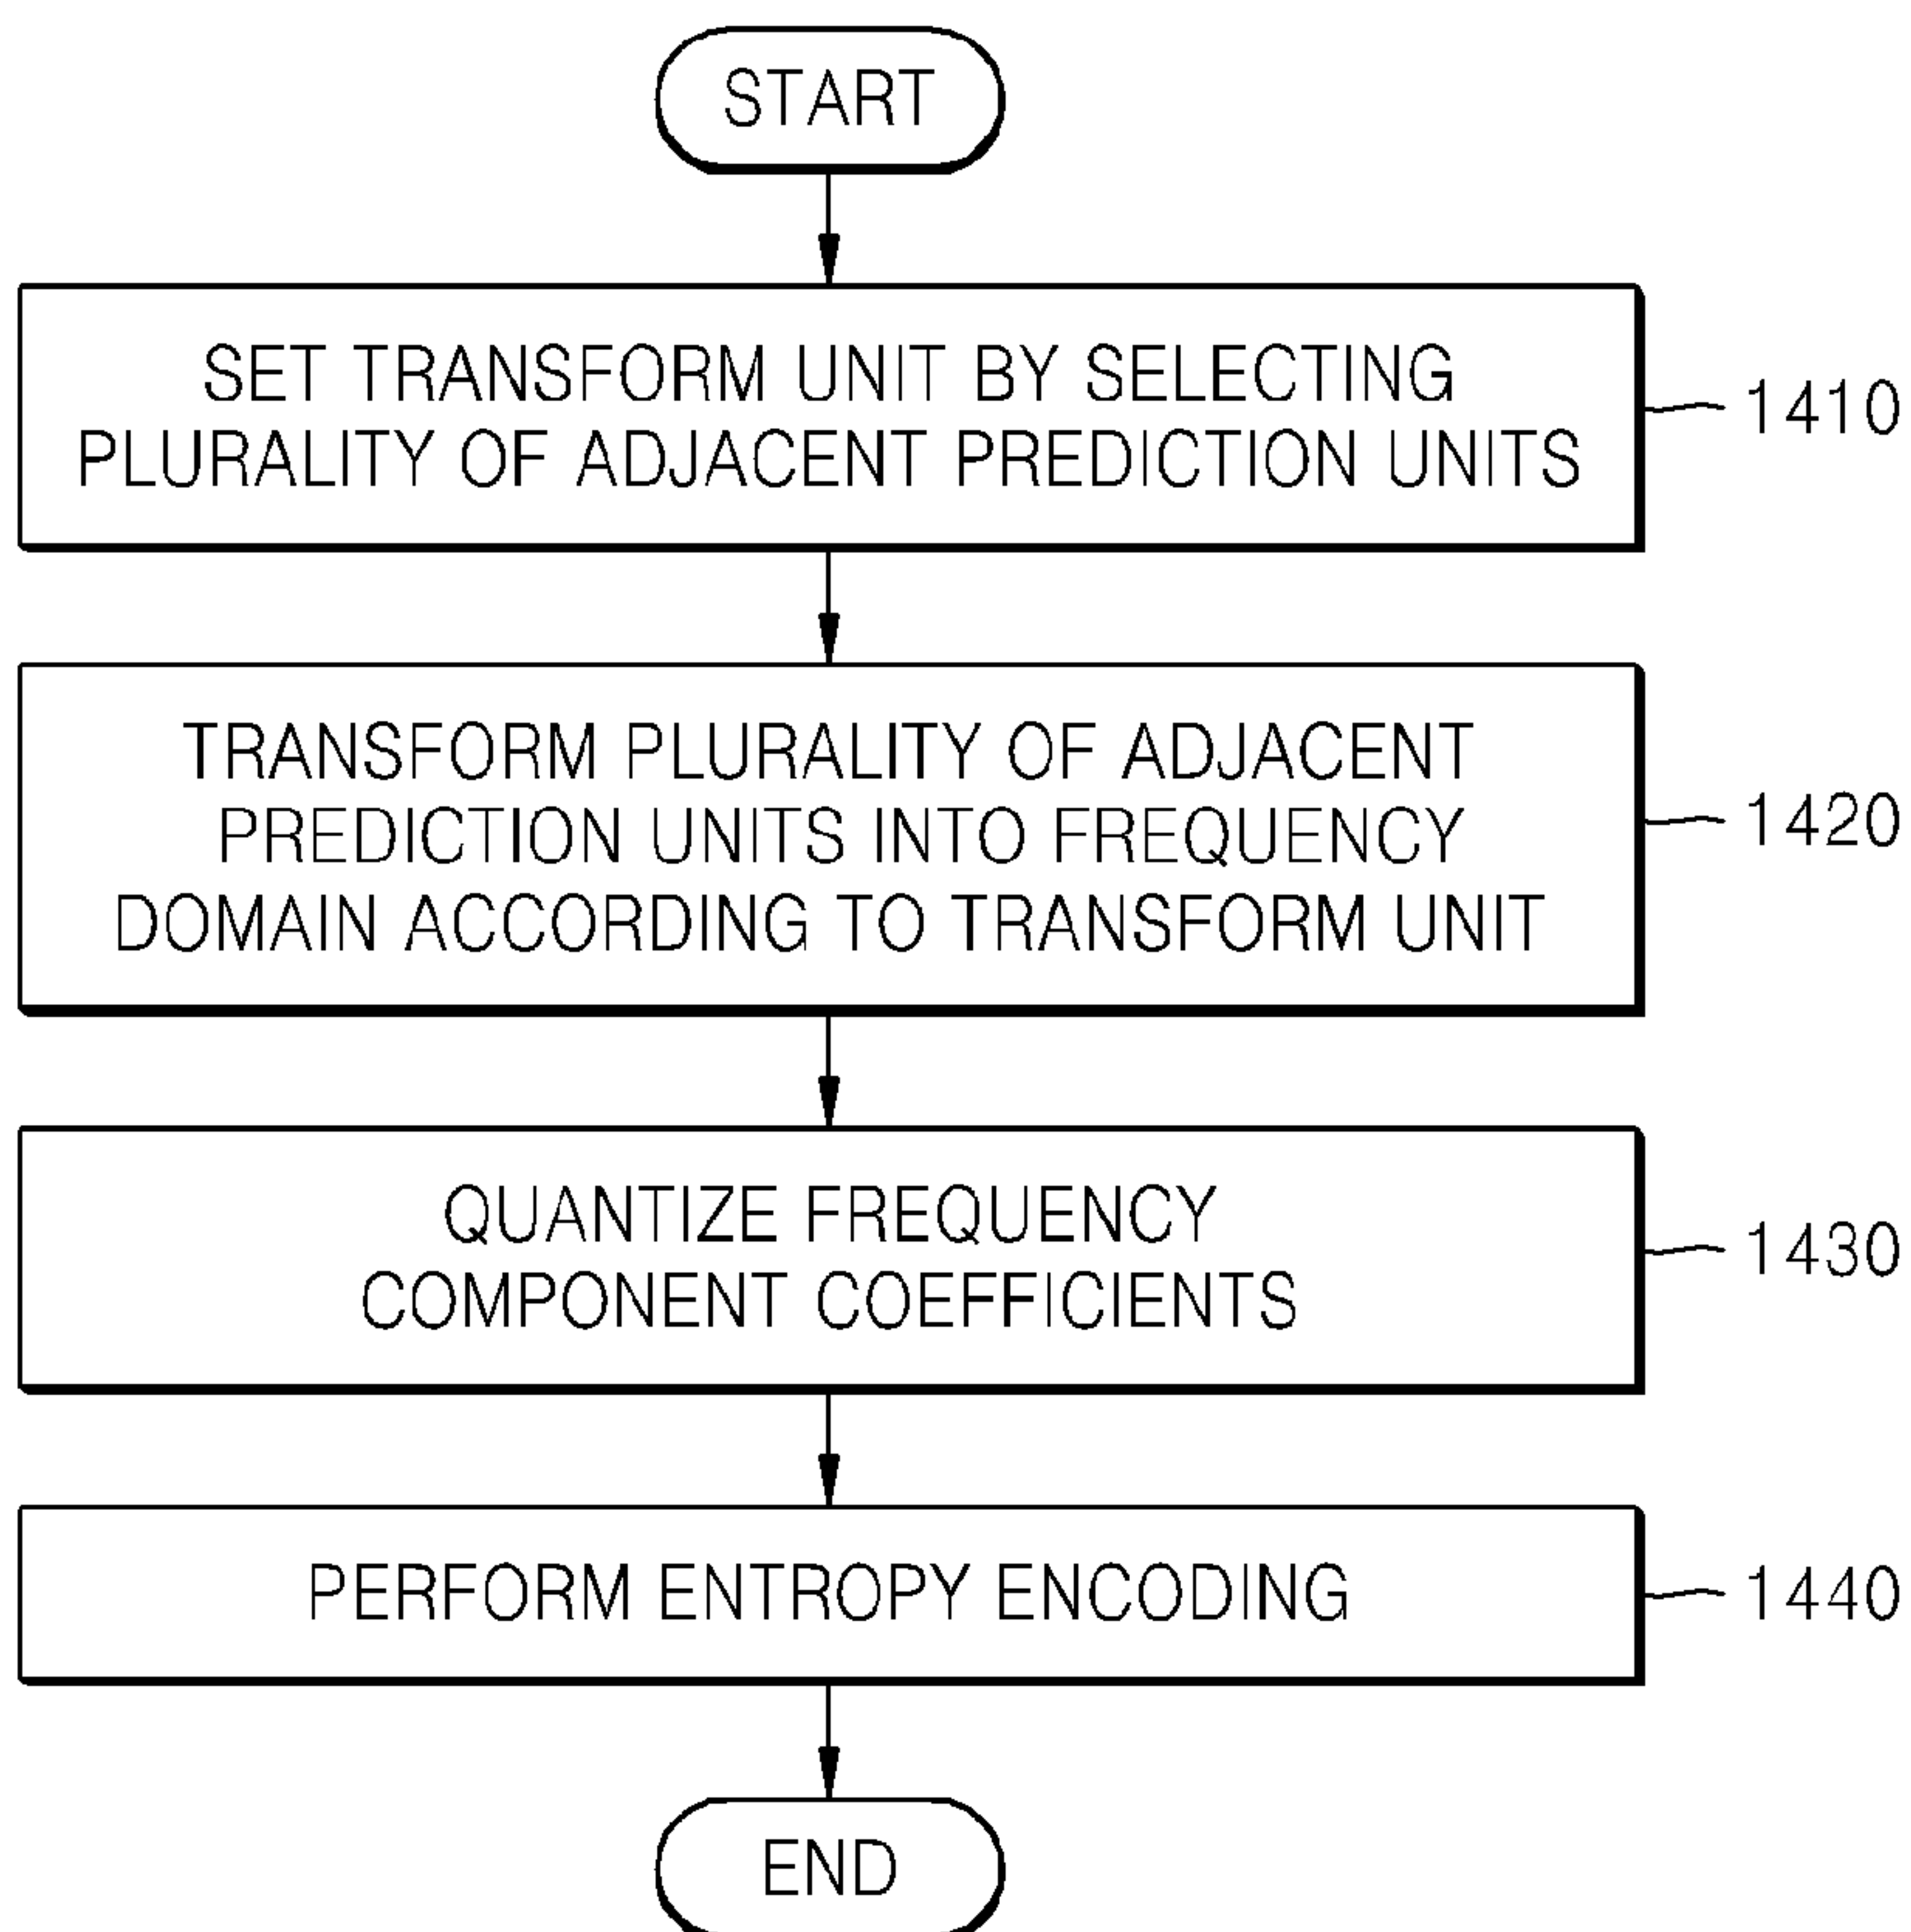 START
SET TRANSFORM UNIT BY SELECTING
PLURALITY OF ADJACENT PREDICTION UNITS
1410
TRANSFORM PLURALITY OF ADJACENT
PREDICTION UNITS INTO FREQUENCY
DOMAIN ACCORDING TO TRANSFORM UNIT
1420
QUANTIZE FREQUENCY
COMPONENT COEFFICIENTS
1430
PERFORM ENTROPY ENCODING
1440
END